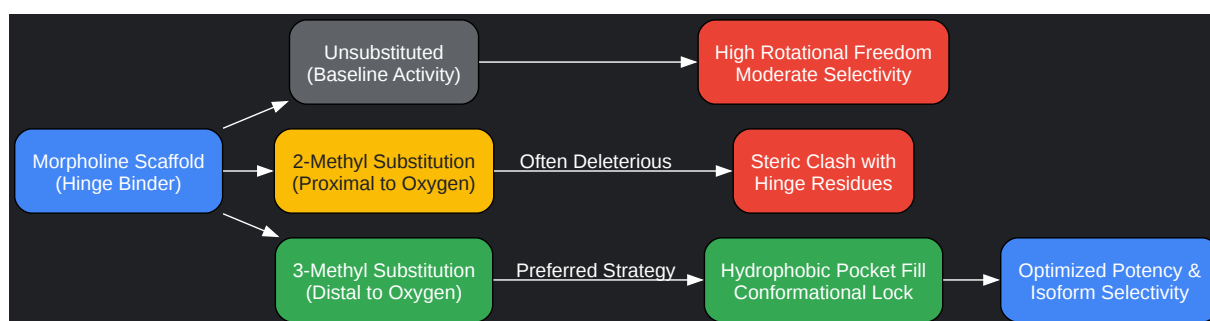 Unsubstituted
(Baseline Activity)
High Rotational Freedom
Moderate Selectivity
Morpholine Scaffold
(Hinge Binder)
2-Methyl Substitution
(Proximal to Oxygen)
Often Deleterious
Steric Clash with
Hinge Residues
3-Methyl Substitution
(Distal to Oxygen)
Preferred Strategy
Hydrophobic Pocket Fill
Conformational Lock
Optimized Potency &
Isoform Selectivity